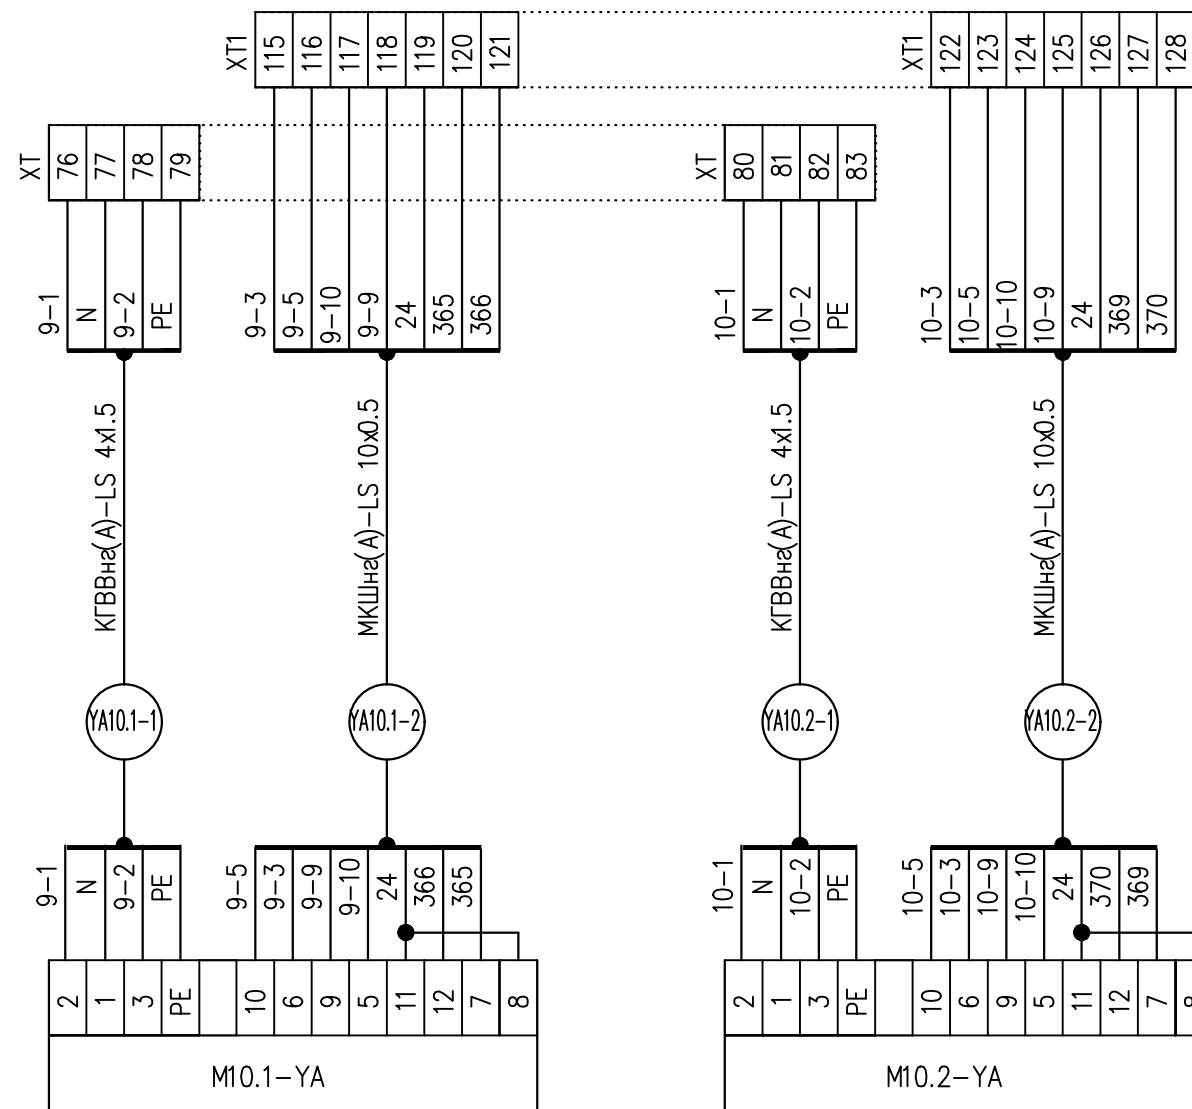 XT1 115 116 117 118 119 120 121
XT1 122 123 124 125 126 127 128
XT 76 77 78 79
XT 80 81 82 83
9-1 N 9-2 PE
9-3 9-5 9-10 9-9 24 365 366
10-1 N 10-2 PE
10-3 10-5 10-10 10-9 24 369 370
КГВВнг(А)-LS 4x1.5
МКШнг(А)-LS 10x0.5
КГВВнг(А)-LS 4x1.5
МКШнг(А)-LS 10x0.5
YA10.1-1
YA10.1-2
YA10.2-1
YA10.2-2
9-1 N 9-2 PE
9-5 9-3 9-9 9-10 24 366 365
10-1 N 10-2 PE
10-5 10-3 10-9 10-10 24 370 369
2 1 3 PE 10 6 9 5 11 12 7 8
2 1 3 PE 10 6 9 5 11 12 7 8
M10.1-YA
M10.2-YA